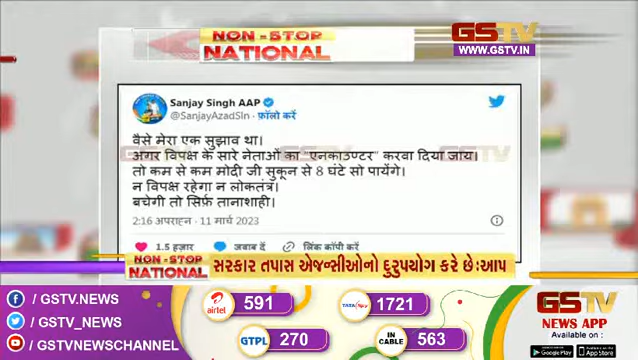 NON-STOP
NATIONAL
GSTV
WWW.GSTV.IN
Sanjay Singh AAP
@SanjayAzadSln · फ़ॉलो करें
वैसे मेरा एक सुझाव था।
अगर विपक्ष के सारे नेताओं का "एनकाउण्टर" करवा दिया जाय।
तो कम से कम मोदी जी सुकून से 8 घंटे सो पायेंगे।
न विपक्ष रहेगा न लोकतंत्र।
बचेगी तो सिर्फ़ तानाशाही।
2:16 अपराह्न · 11 मार्च 2023
1.5 हज़ार जवाब दें लिंक कॉपी करें
NON-STOP
NATIONAL
સરકાર તપાસ એજન્સીઓનો દુરુપયોગ કરે છેઃઆપ
/ GSTV.NEWS
/ GSTV_NEWS
/ GSTVNEWSCHANNEL
airtel 591
TATA Play 1721
GTPL 270
IN CABLE 563
GSTV
NEWS APP
Available on :
Google Play
App Store